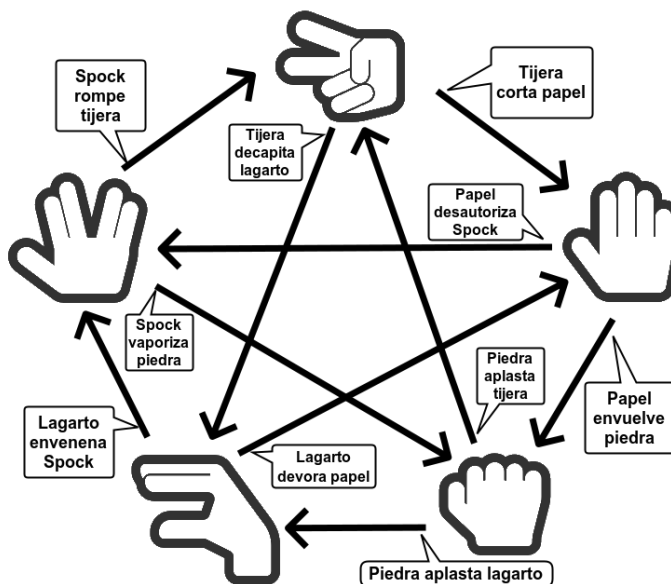 Spock
rompe
tijera
Tijera
corta papel
Tijera
decapita
lagarto
Papel
desautoriza
Spock
Spock
vaporiza
piedra
Piedra
aplasta
tijera
Papel
envuelve
piedra
Lagarto
envenena
Spock
Lagarto
devora papel
Piedra aplasta lagarto